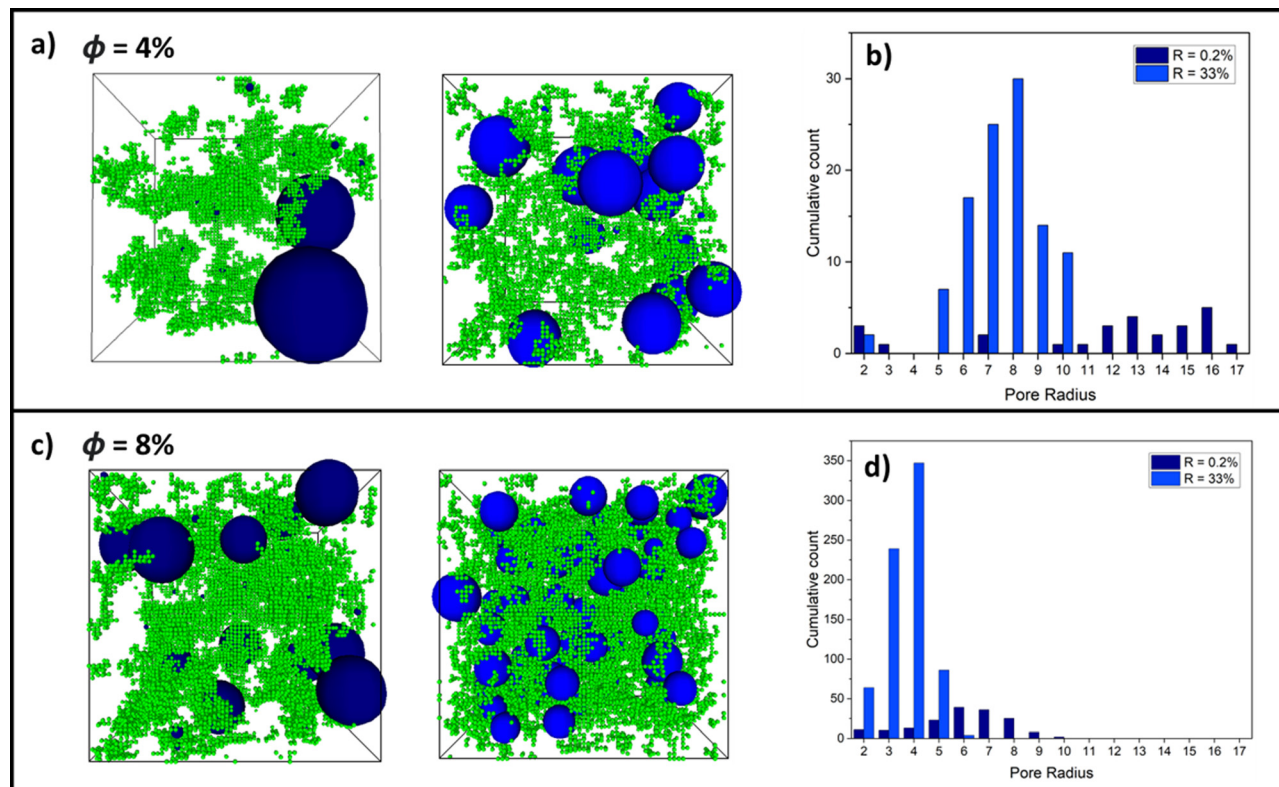 a) ϕ = 4%
b)
R = 0.2%
R = 33%
30
20
10
0
Cumulative count
2 3 4 5 6 7 8 9 10 11 12 13 14 15 16 17
Pore Radius
c) ϕ = 8%
d)
R = 0.2%
R = 33%
350
300
250
200
150
100
50
0
Cumulative count
2 3 4 5 6 7 8 9 10 11 12 13 14 15 16 17
Pore Radius